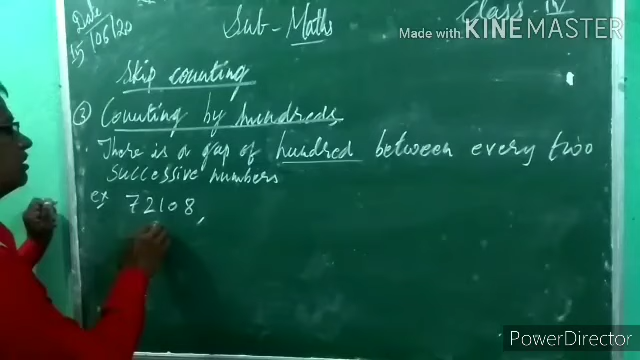 Date
15/06/20
Sub- Maths
Class- IV
Made with KINEMASTER
Skip counting
③ Counting by hundreds
There is a gap of hundred between every two
successive numbers
ex 72108,
PowerDirector